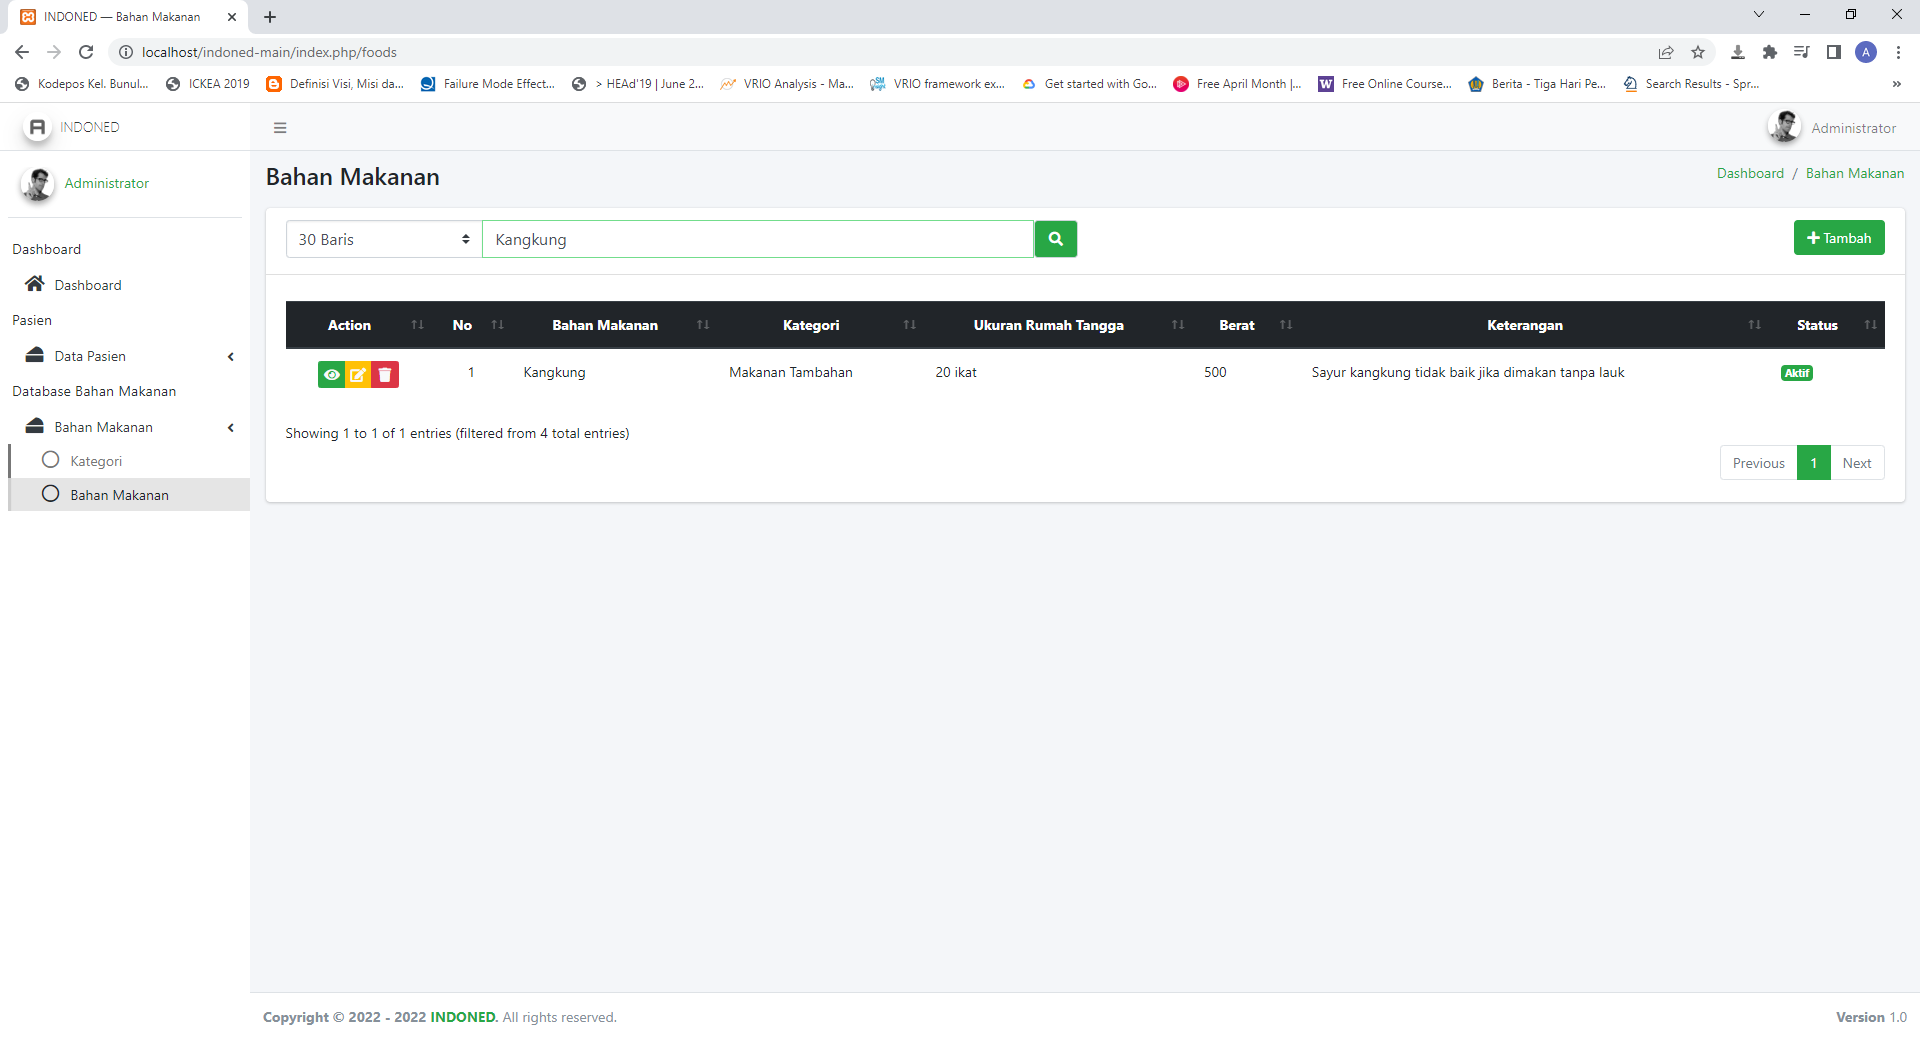 INDONED — Bahan Makanan
localhost/indoned-main/index.php/foods
A
Kodepos Kel. Bunul...
ICKEA 2019
Definisi Visi, Misi da...
Failure Mode Effect...
> HEAd'19 | June 2...
VRIO Analysis - Ma...
VRIO framework ex...
Get started with Go...
Free April Month |...
Free Online Course...
Berita - Tiga Hari Pe...
Search Results - Spr...
»
INDONED
Administrator
Administrator
Dashboard
Dashboard
Pasien
Data Pasien
Database Bahan Makanan
Bahan Makanan
Kategori
Bahan Makanan
Bahan Makanan
Dashboard / Bahan Makanan
30 Baris
Kangkung
Tambah
Action No Bahan Makanan Kategori Ukuran Rumah Tangga Berat Keterangan Status
1 Kangkung Makanan Tambahan 20 ikat 500 Sayur kangkung tidak baik jika dimakan tanpa lauk Aktif
Showing 1 to 1 of 1 entries (filtered from 4 total entries)
Previous 1 Next
Copyright © 2022 - 2022 INDONED. All rights reserved.
Version 1.0